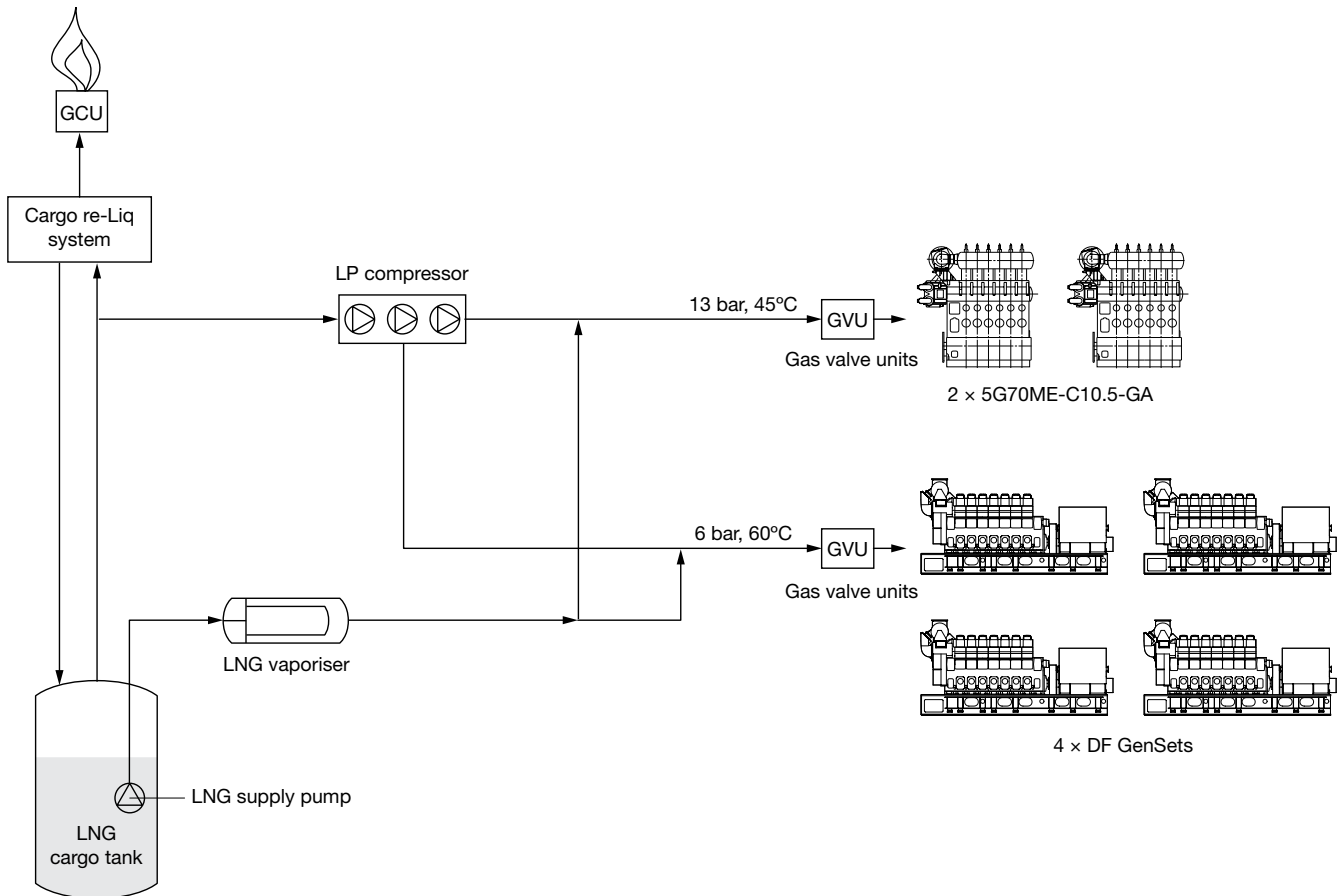 GCU
Cargo re-Liq
system
LP compressor
13 bar, 45ºC
GVU
Gas valve units
2 × 5G70ME-C10.5-GA
6 bar, 60ºC
GVU
Gas valve units
LNG vaporiser
4 × DF GenSets
LNG supply pump
LNG
cargo tank